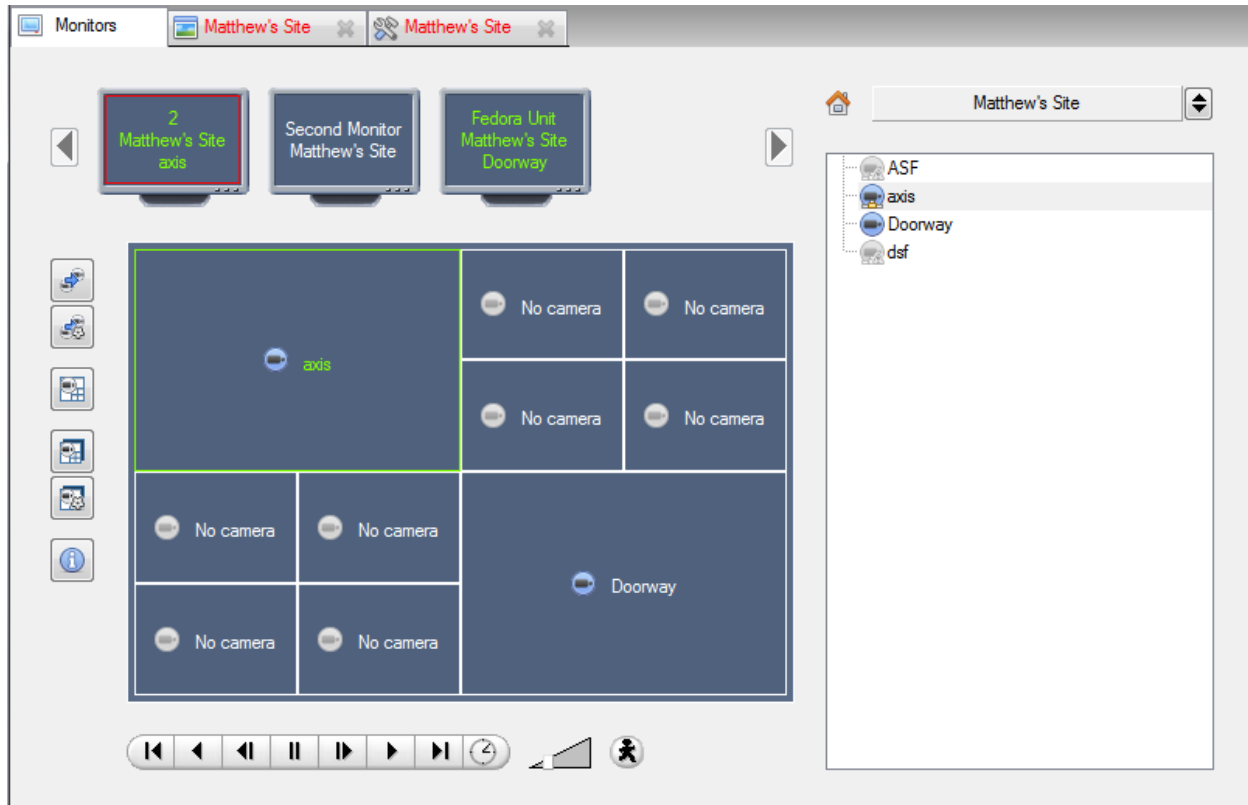 Monitors
Matthew's Site
Matthew's Site
2
Matthew's Site
axis
Second Monitor
Matthew's Site
Fedora Unit
Matthew's Site
Doorway
Matthew's Site
ASF
axis
Doorway
dsf
axis
No camera
No camera
No camera
No camera
No camera
No camera
No camera
No camera
Doorway